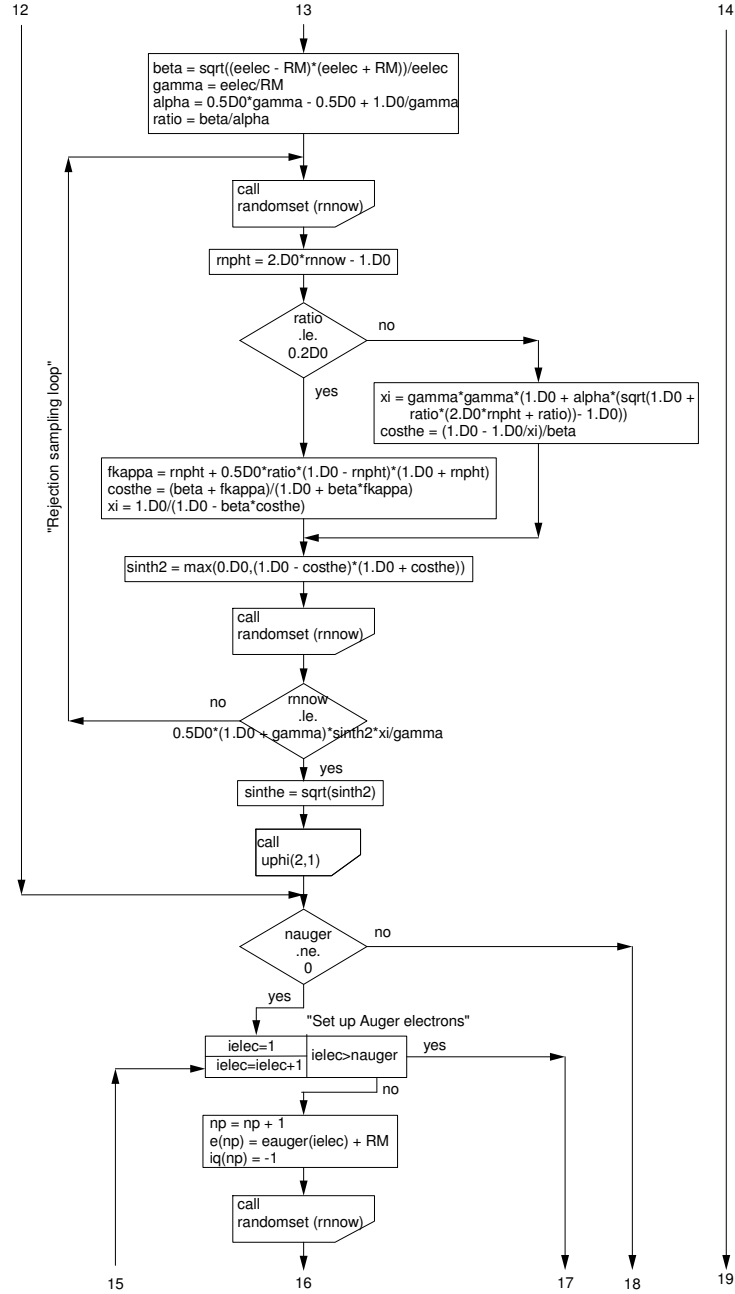 12
13
14
beta = sqrt((eelec - RM)*(eelec + RM))/eelec
gamma = eelec/RM
alpha = 0.5D0*gamma - 0.5D0 + 1.D0/gamma
ratio = beta/alpha
call
randomset (rnnow)
rnpht = 2.D0*rnnow - 1.D0
ratio
.le.
0.2D0
no
yes
"Rejection sampling loop"
xi = gamma*gamma*(1.D0 + alpha*(sqrt(1.D0 +
ratio*(2.D0*rnpht + ratio))- 1.D0))
costhe = (1.D0 - 1.D0/xi)/beta
fkappa = rnpht + 0.5D0*ratio*(1.D0 - rnpht)*(1.D0 + rnpht)
costhe = (beta + fkappa)/(1.D0 + beta*fkappa)
xi = 1.D0/(1.D0 - beta*costhe)
sinth2 = max(0.D0,(1.D0 - costhe)*(1.D0 + costhe))
call
randomset (rnnow)
no
rnnow
.le.
0.5D0*(1.D0 + gamma)*sinth2*xi/gamma
yes
sinthe = sqrt(sinth2)
call
uphi(2,1)
nauger
.ne.
0
no
yes
"Set up Auger electrons"
ielec=1
ielec=ielec+1
ielec>nauger
yes
no
np = np + 1
e(np) = eauger(ielec) + RM
iq(np) = -1
call
randomset (rnnow)
15
16
17
18
19